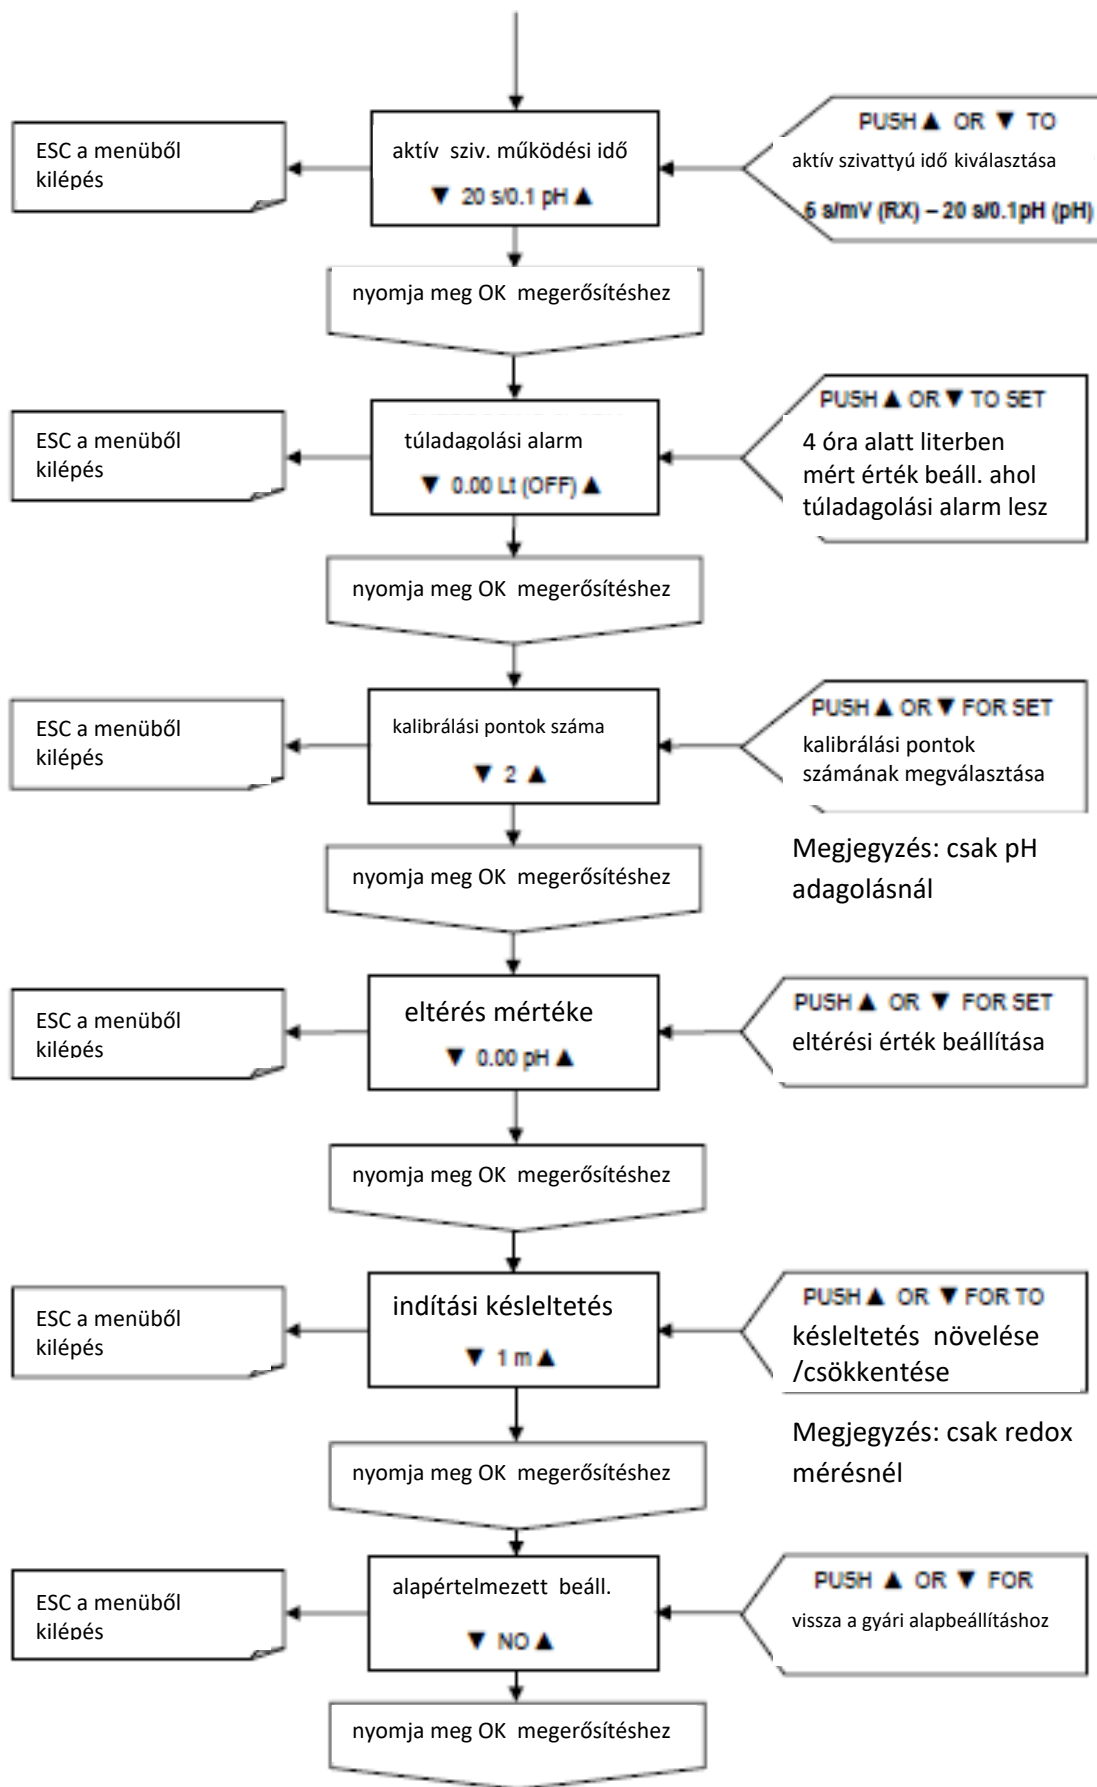 PUSH ▲ OR ▼ TO
ESC a menüből
kilépés
aktív sziv. működési idő
▼ 20 s/0.1 pH ▲
aktív szivattyú idő kiválasztása
6 s/mV (RX) – 20 s/0.1pH (pH)
nyomja meg OK megerősítéshez
ESC a menüből
kilépés
túladagolási alarm
▼ 0.00 Lt (OFF) ▲
PUSH ▲ OR ▼ TO SET
4 óra alatt literben
mért érték beáll. ahol
túladagolási alarm lesz
nyomja meg OK megerősítéshez
ESC a menüből
kilépés
kalibrálási pontok száma
▼ 2 ▲
PUSH ▲ OR ▼ FOR SET
kalibrálási pontok
számának megválasztása
Megjegyzés: csak pH
adagolásnál
nyomja meg OK megerősítéshez
ESC a menüből
kilépés
eltérés mértéke
▼ 0.00 pH ▲
PUSH ▲ OR ▼ FOR SET
eltérési érték beállítása
nyomja meg OK megerősítéshez
ESC a menüből
kilépés
indítási késleltetés
▼ 1 m ▲
PUSH ▲ OR ▼ FOR TO
késleltetés növelése
/csökkentése
Megjegyzés: csak redox
mérésnél
nyomja meg OK megerősítéshez
ESC a menüből
kilépés
alapértelmezett beáll.
▼ NO ▲
PUSH ▲ OR ▼ FOR
vissza a gyári alapbeállításhoz
nyomja meg OK megerősítéshez